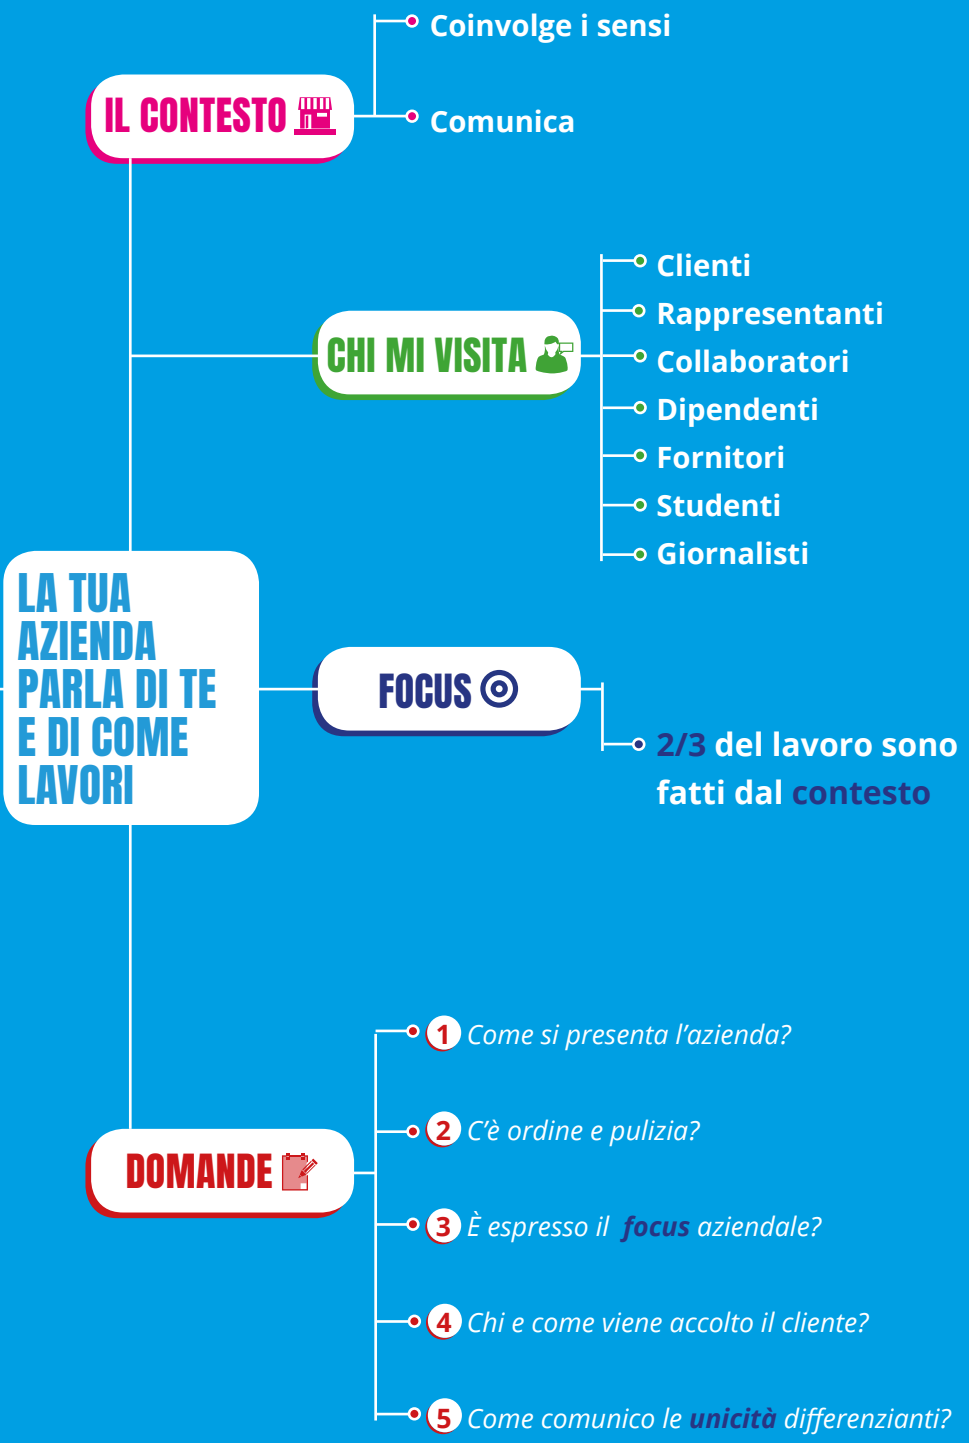 Coinvolge i sensi
IL CONTESTO
Comunica
Clienti
Rappresentanti
CHI MI VISITA
Collaboratori
Dipendenti
Fornitori
Studenti
Giornalisti
LA TUA
AZIENDA
PARLA DI TE
E DI COME
LAVORI
FOCUS
2/3 del lavoro sono
fatti dal contesto
DOMANDE
1 Come si presenta l’azienda?
2 C’è ordine e pulizia?
3 È espresso il focus aziendale?
4 Chi e come viene accolto il cliente?
5 Come comunico le unicità differenzianti?